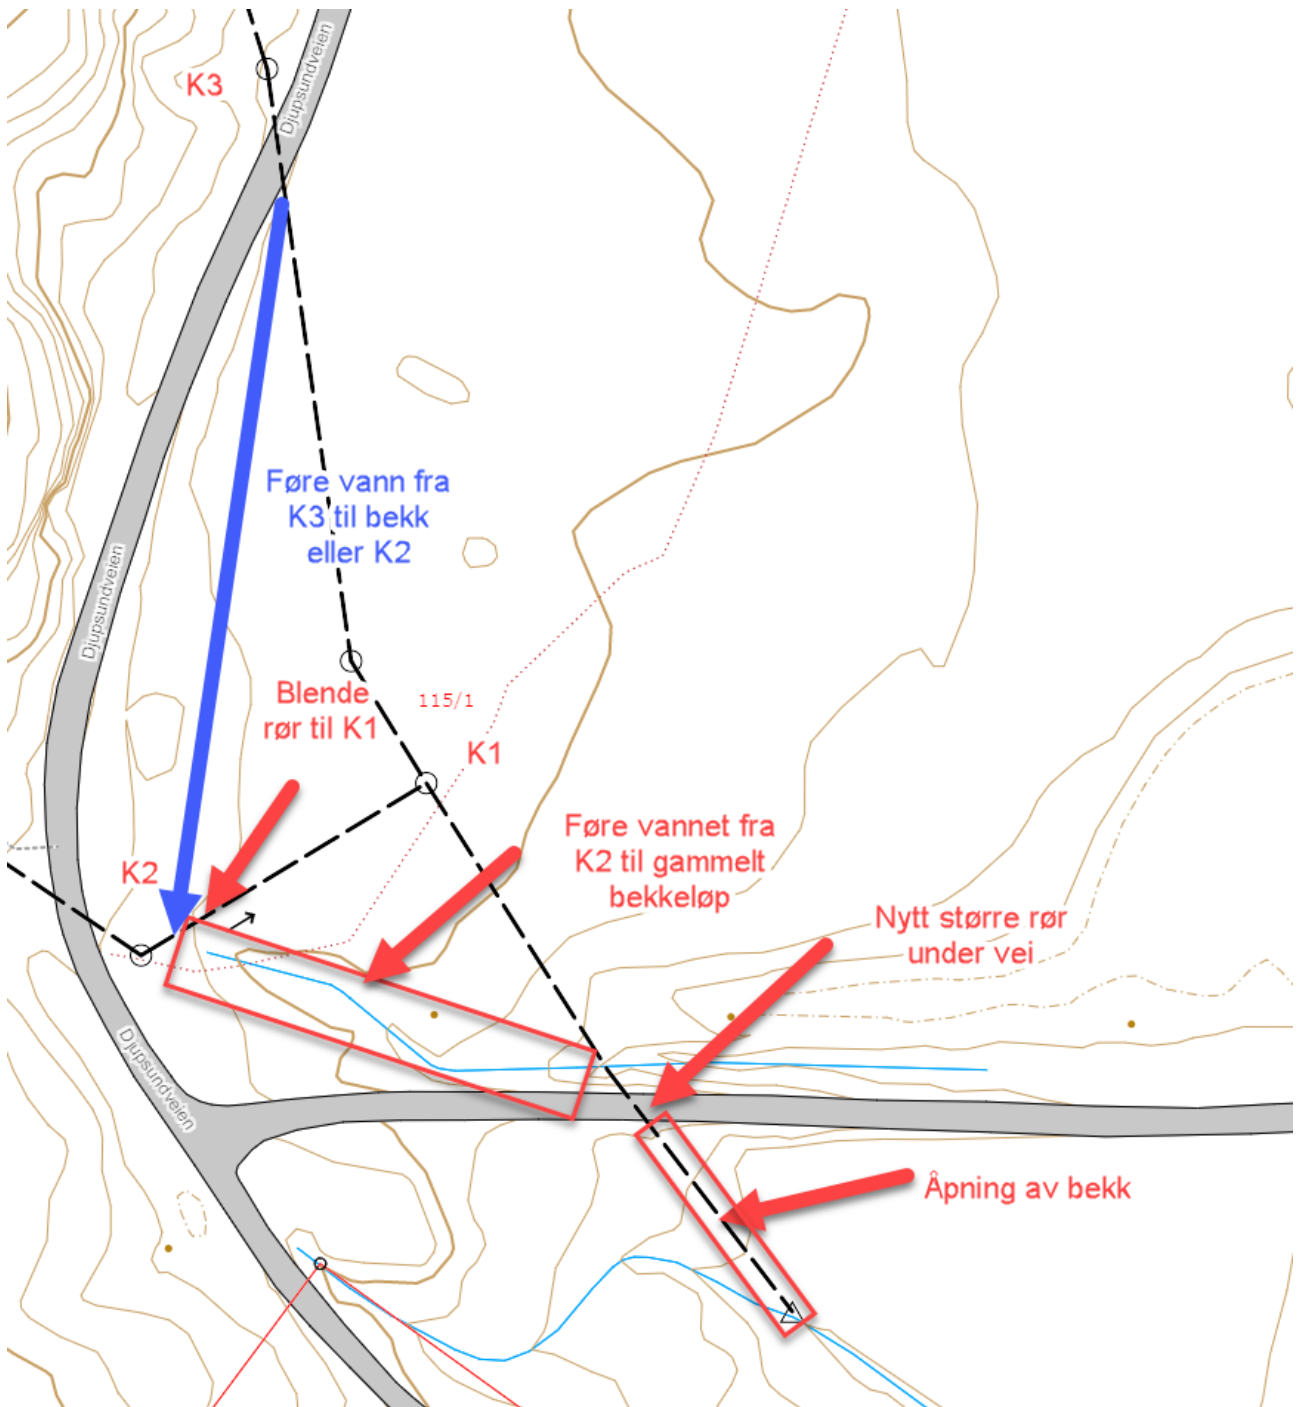 Djupsundveien
K3
Føre vann fra
K3 til bekk
eller K2
Djupsundveien
Blende
rør til K1
115/1
K1
Føre vannet fra
K2 til gammelt
bekkeløp
K2
Nytt større rør
under vei
Djupsundveien
Åpning av bekk